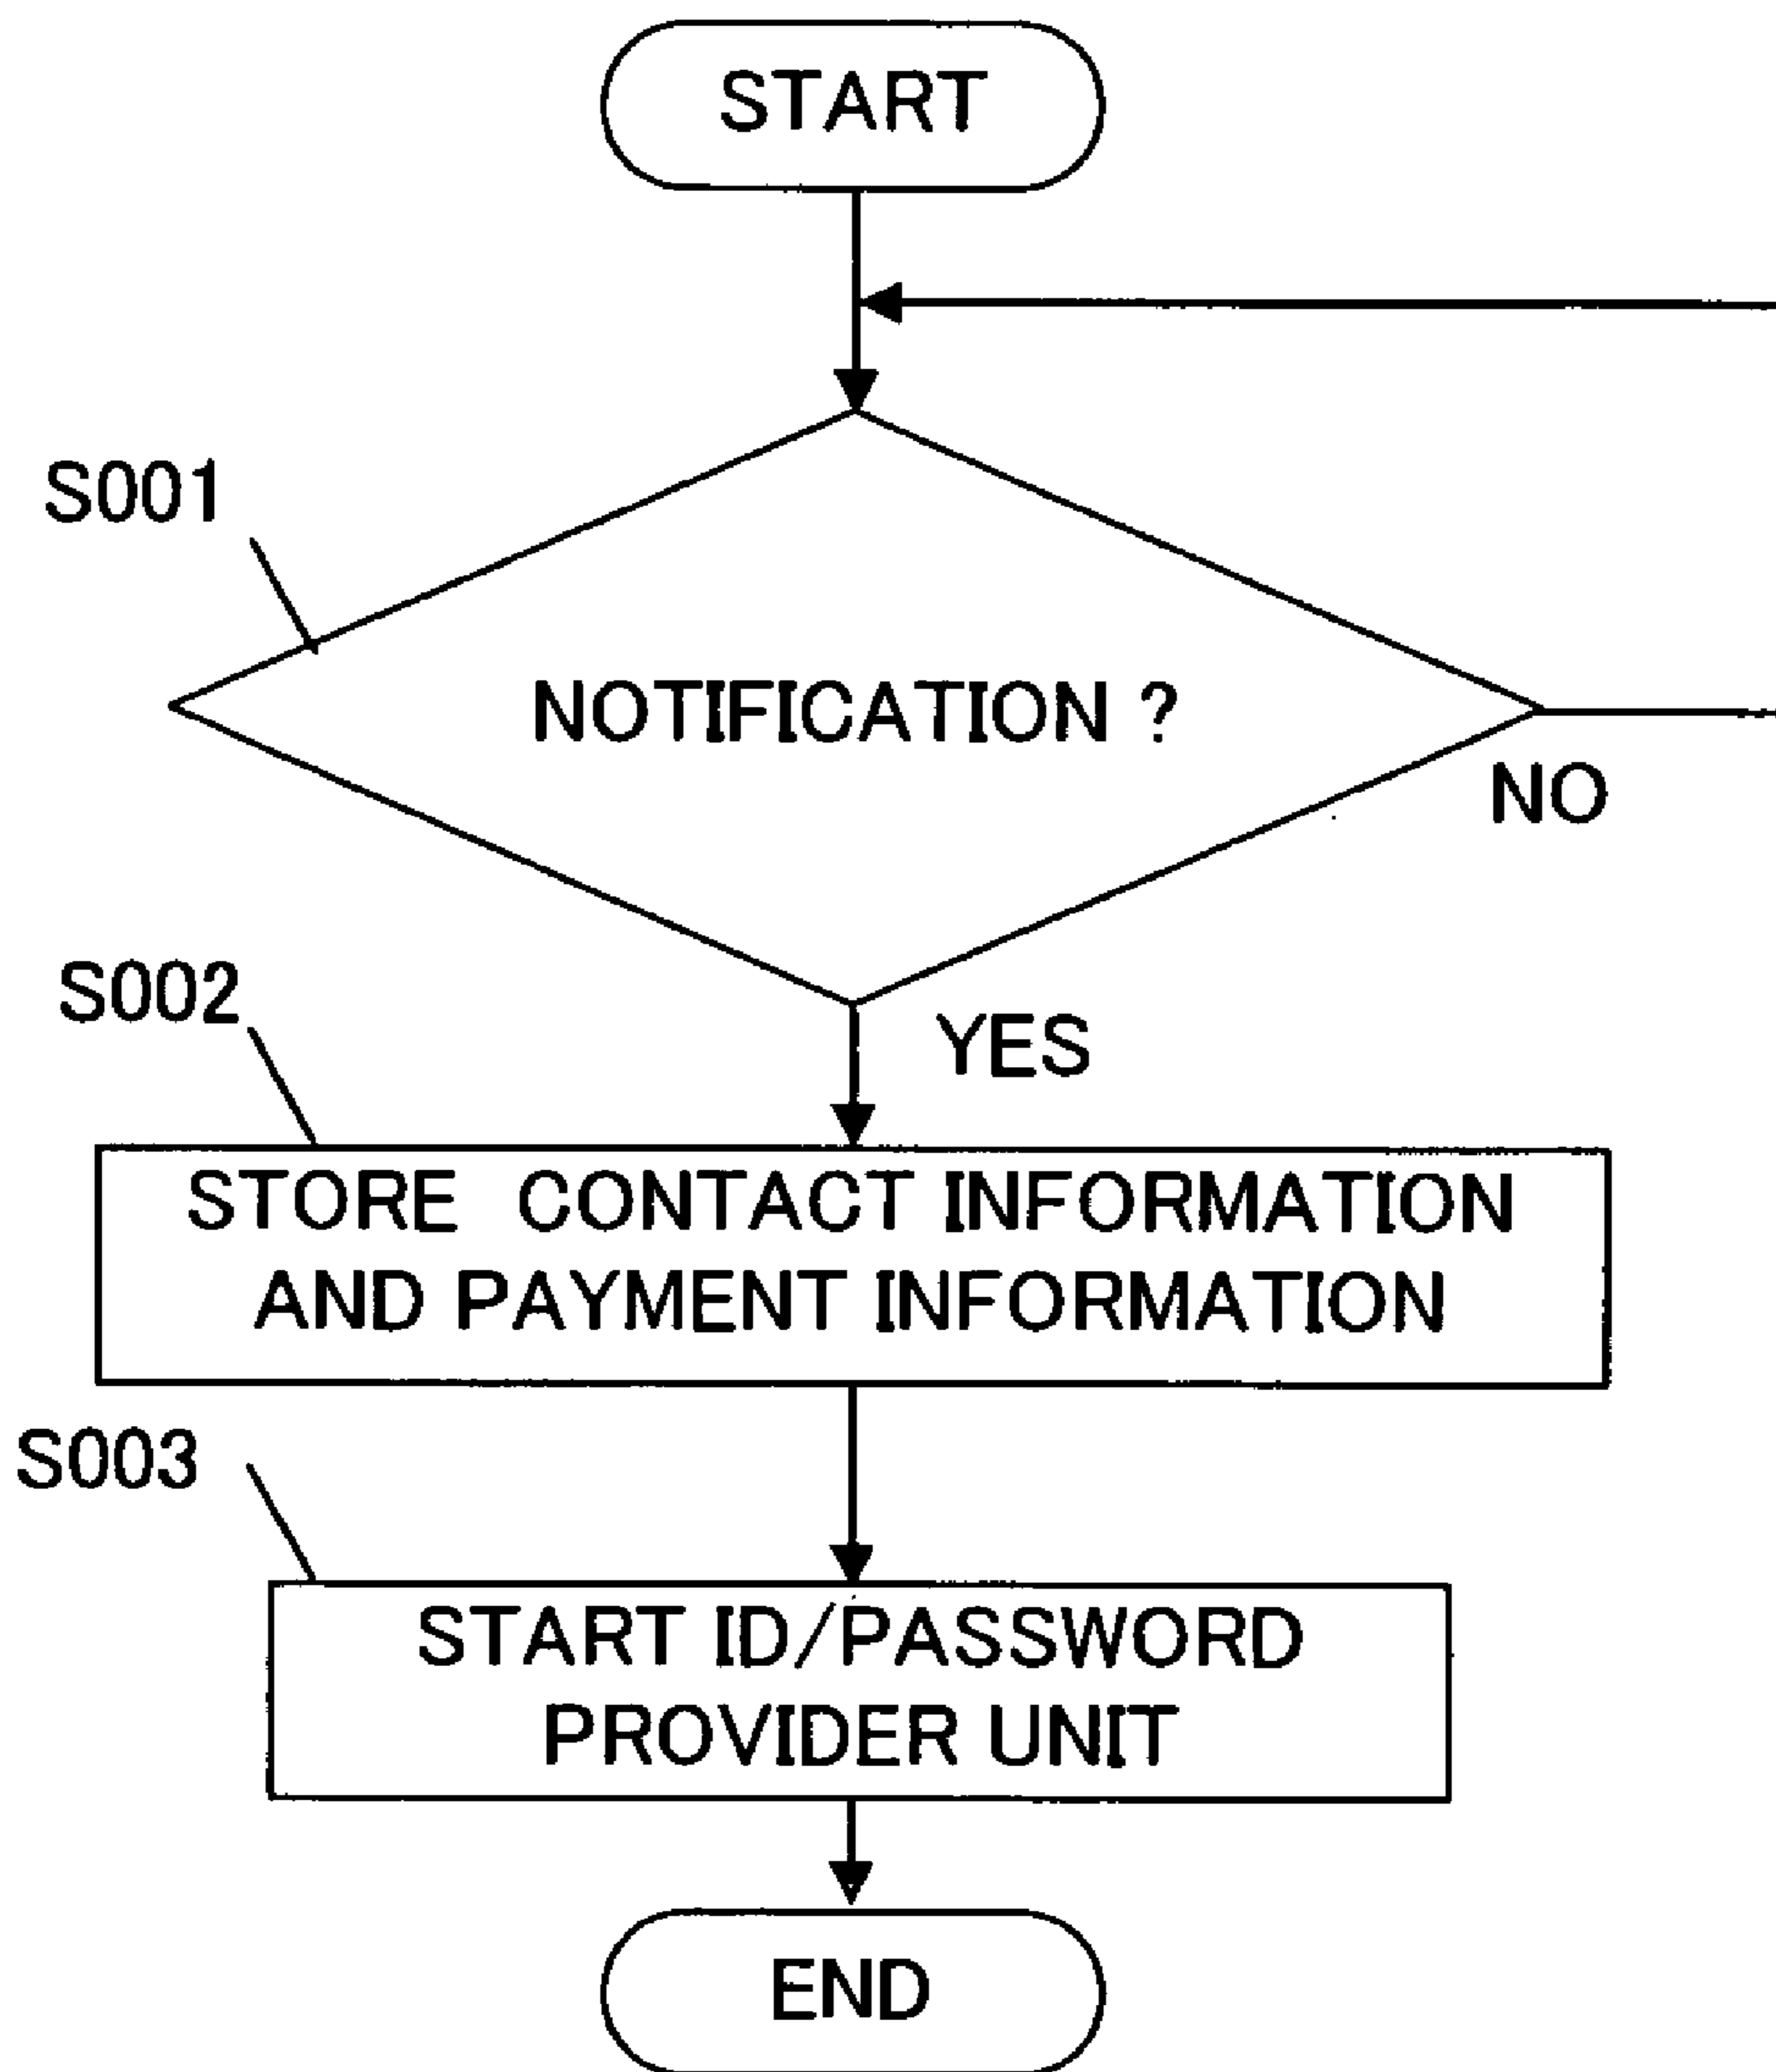 START
S001
NOTIFICATION ?
NO
S002
YES
STORE CONTACT INFORMATION
AND PAYMENT INFORMATION
S003
START ID/PASSWORD
PROVIDER UNIT
END